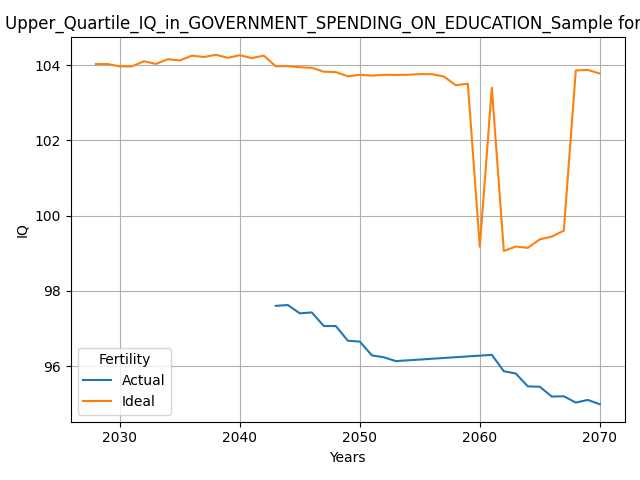 Upper_Quartile_IQ_in_GOVERNMENT_SPENDING_ON_EDUCATION_Sample for
104
102
100
98
96
IQ
Fertility
Actual
Ideal
2030 2040 2050 2060 2070
Years